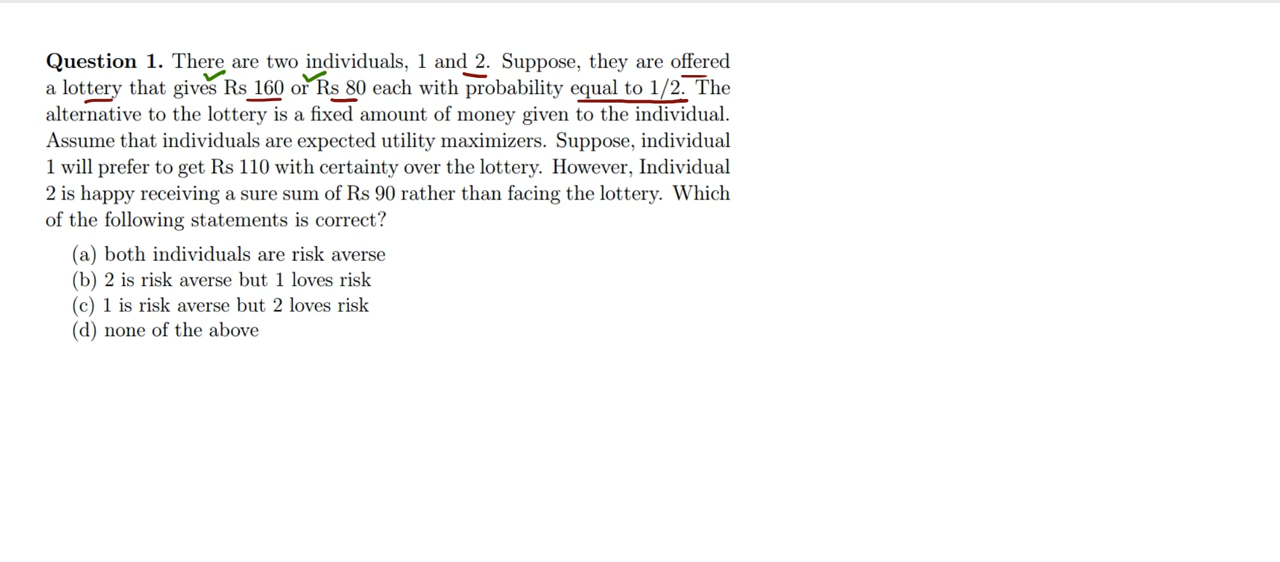 Question 1. There are two individuals, 1 and 2. Suppose, they are offered
a lottery that gives Rs 160 or Rs 80 each with probability equal to 1/2. The
alternative to the lottery is a fixed amount of money given to the individual.
Assume that individuals are expected utility maximizers. Suppose, individual
1 will prefer to get Rs 110 with certainty over the lottery. However, Individual
2 is happy receiving a sure sum of Rs 90 rather than facing the lottery. Which
of the following statements is correct?
(a) both individuals are risk averse
(b) 2 is risk averse but 1 loves risk
(c) 1 is risk averse but 2 loves risk
(d) none of the above